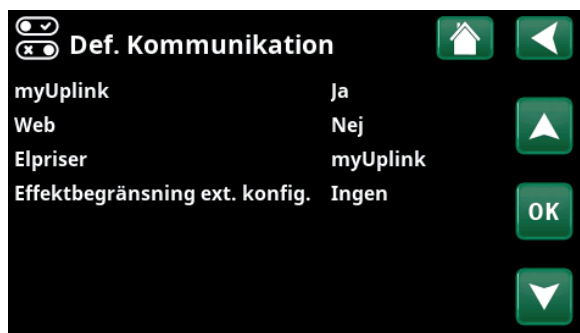 Def. Kommunikation
myUplink Ja
Web Nej
Elpriser myUplink
Effektbegränsning ext. konfig. Ingen
OK